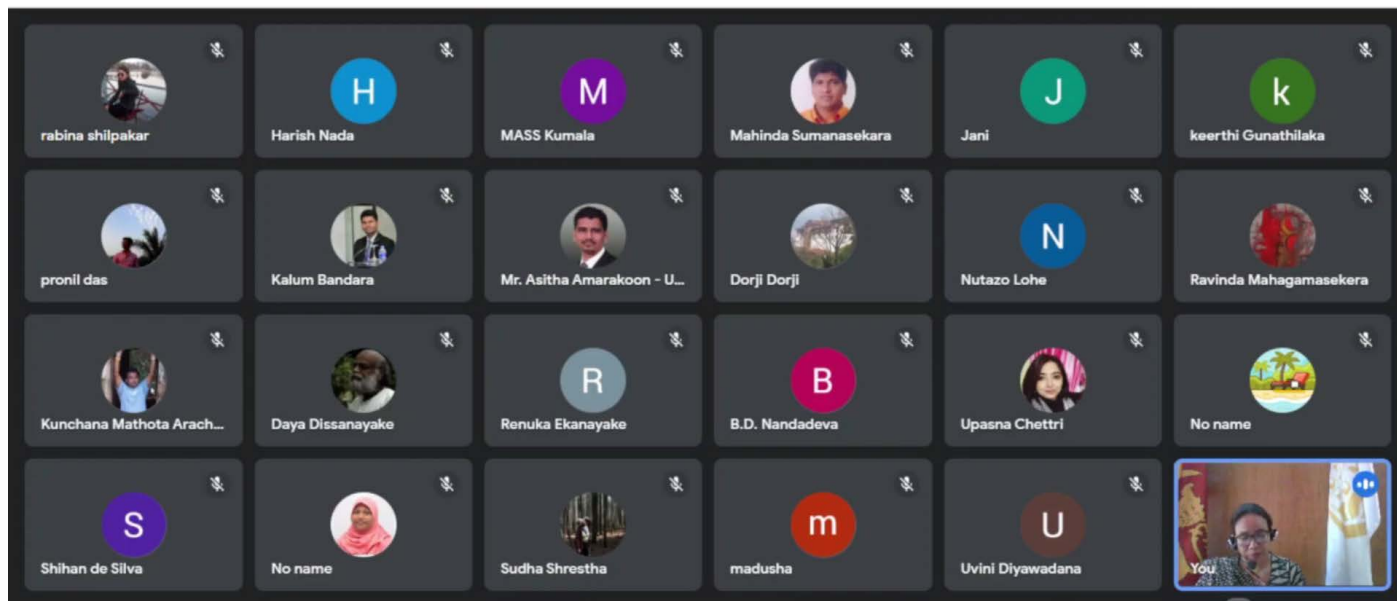 rabina shilpakar
H
Harish Nada
M
MASS Kumala
Mahinda Sumanasekara
J
Jani
k
keerthi Gunathilaka
pronil das
Kalum Bandara
Mr. Asitha Amarakoon - U...
Dorji Dorji
N
Nutazo Lohe
Ravinda Mahagamasekera
Kunchana Mathota Arach...
Daya Dissanayake
R
Renuka Ekanayake
B
B.D. Nandadeva
Upasna Chettri
No name
S
Shihan de Silva
No name
Sudha Shrestha
m
madusha
U
Uvini Diyawadana
You